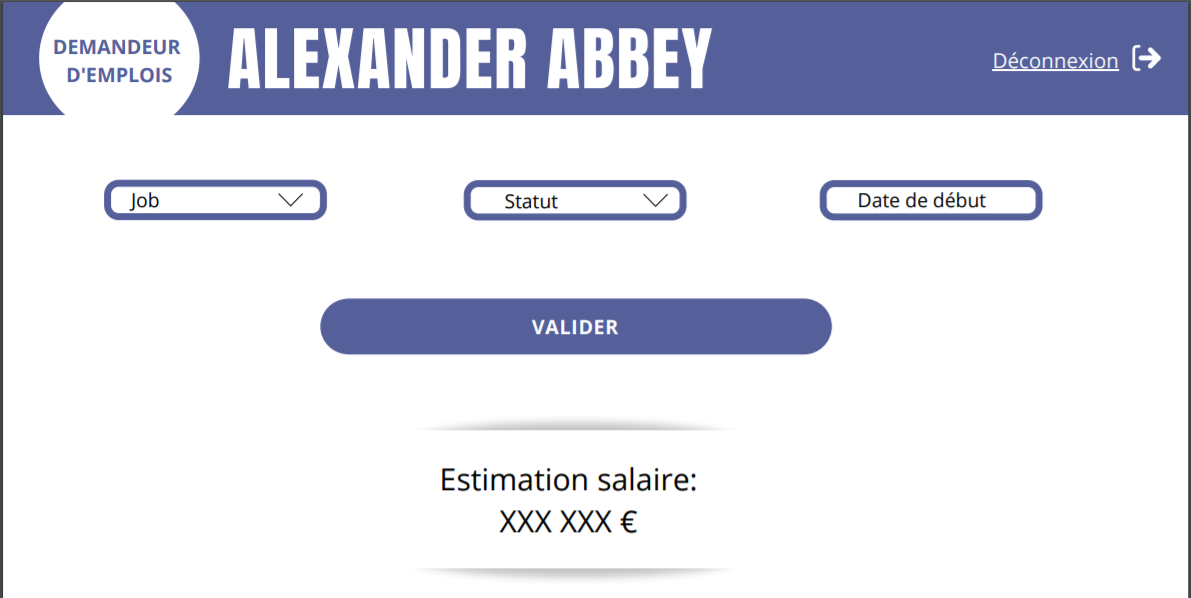 DEMANDEUR
D'EMPLOIS
ALEXANDER ABBEY
Déconnexion
Job
Statut
Date de début
VALIDER
Estimation salaire:
XXX XXX €